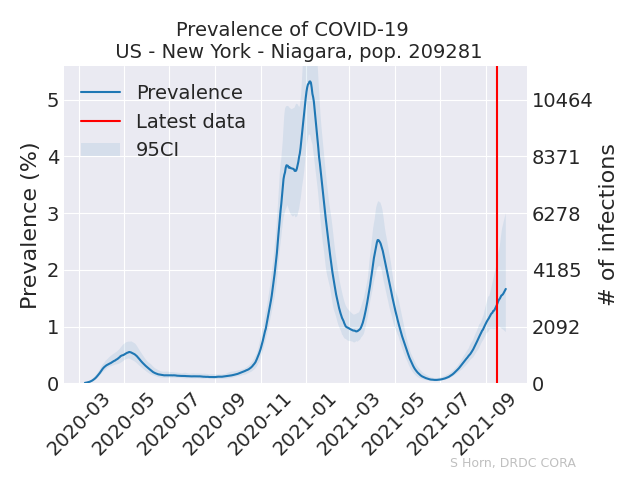 Prevalence of COVID-19
US - New York - Niagara, pop. 209281
Prevalence
Latest data
95CI
Prevalence (%)
5
4
3
2
1
0
10464
8371
6278
4185
2092
0
# of infections
2020-03
2020-05
2020-07
2020-09
2020-11
2021-01
2021-03
2021-05
2021-07
2021-09
S Horn, DRDC CORA